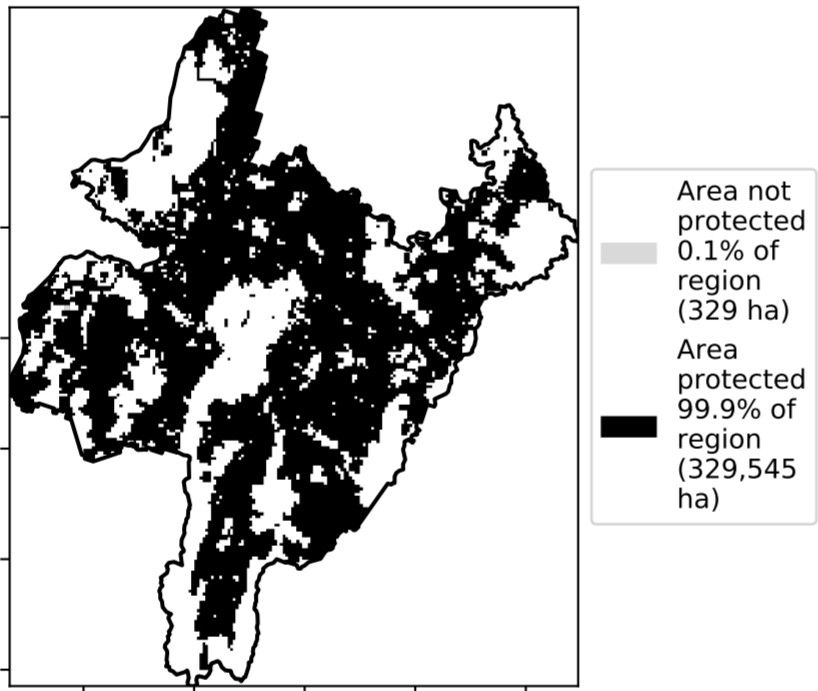 Area not
protected
0.1% of
region
(329 ha)
Area
protected
99.9% of
region
(329,545
ha)